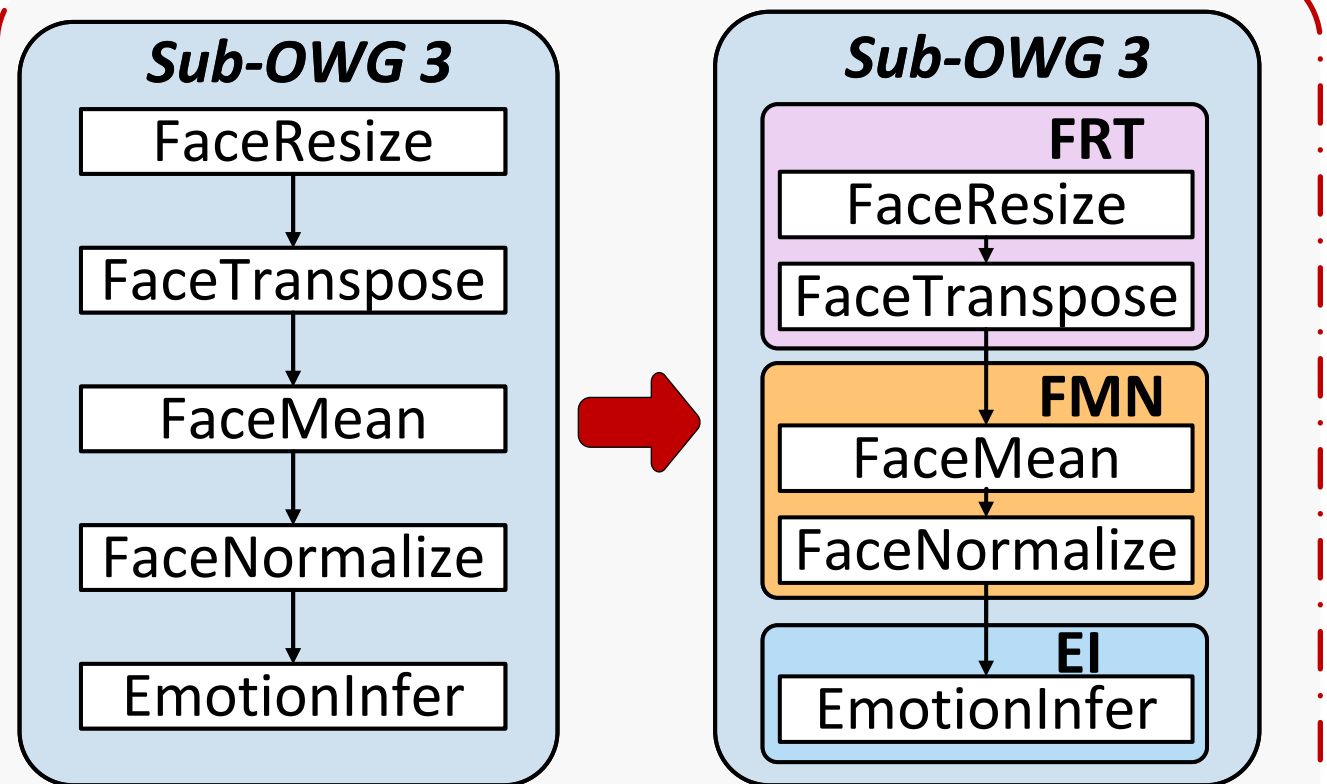 Sub-OWG 3
FaceResize
FaceTranspose
FaceMean
FaceNormalize
EmotionInfer
Sub-OWG 3
FRT
FaceResize
FaceTranspose
FMN
FaceMean
FaceNormalize
EI
EmotionInfer